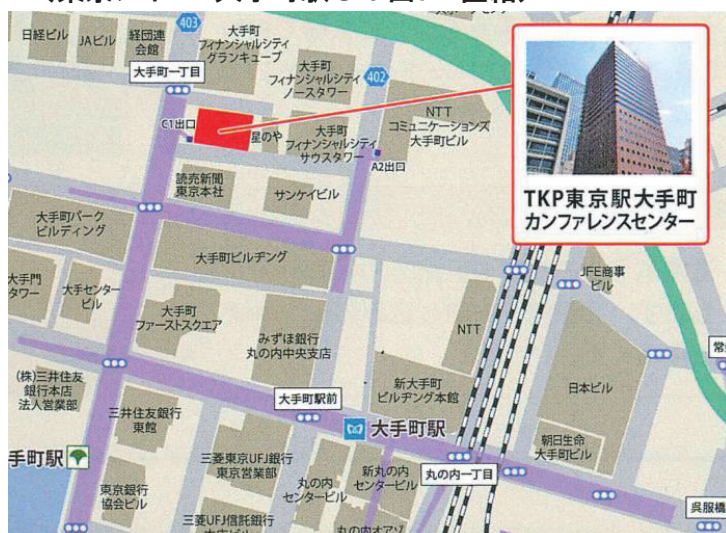 403
日経ビル
JAビル
経団連
会館
大手町
フィナンシャルシティ
グランキューブ
大手町一丁目
大手町
フィナンシャルシティ
ノースタワー
402
NTT
コミュニケーションズ
大手町ビル
C1出口
星のや
大手町
フィナンシャルシティ
サウスタワー
A2出口
TKP東京駅大手町
カンファレンスセンター
読売新聞
東京本社
サンケイビル
大手町パーク
ビルディング
大手町ビルヂング
JFE商事
ビル
大手門
タワー
大手センター
ビル
大手町
ファーストスクエア
みずほ銀行
丸の内中央支店
NTT
(株)三井住友
銀行本店
法人営業部
三井住友銀行
東館
大手町駅前
新大手町
ビルヂング本館
日本ビル
大手町駅
朝日生命
大手町ビル
手町駅
三菱東京UFJ銀行
東京営業部
丸の内
センタービル
新丸の内
センタービル
丸の内一丁目
東京銀行
協会ビル
三菱UFJ信託銀行
丸の内オアゾ
呉服橋